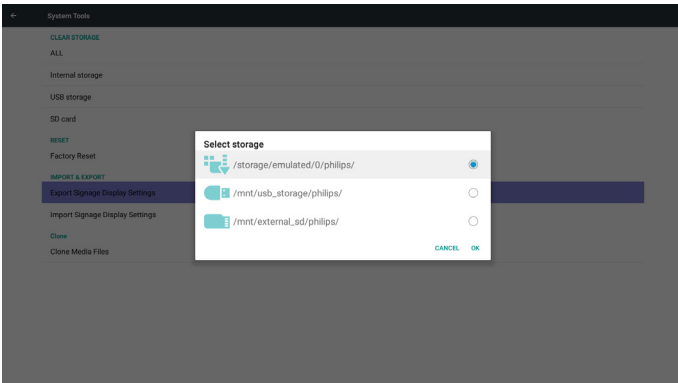 System Tools
CLEAR STORAGE
ALL
Internal storage
USB storage
SD card
RESET
Factory Reset
IMPORT & EXPORT
Export Signage Display Settings
Import Signage Display Settings
Clone
Clone Media Files
Select storage
/storage/emulated/0/philips/
/mnt/usb_storage/philips/
/mnt/external_sd/philips/
CANCEL OK